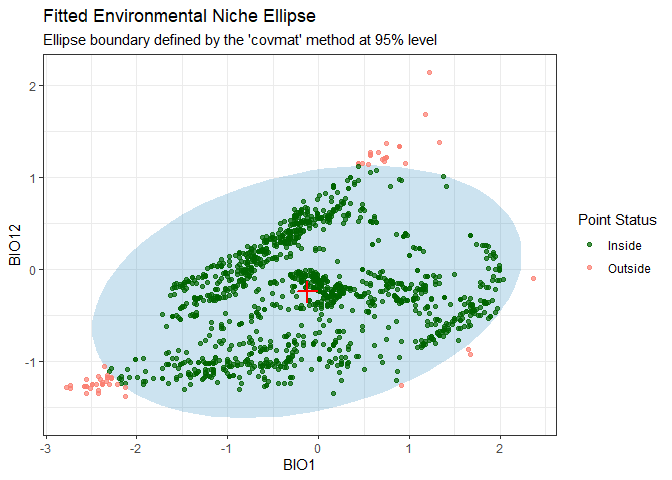 Fitted Environmental Niche Ellipse
Ellipse boundary defined by the 'covmat' method at 95% level
2
1
0
-1
BIO12
-3
-2
-1
0
1
2
BIO1
Point Status
Inside
Outside